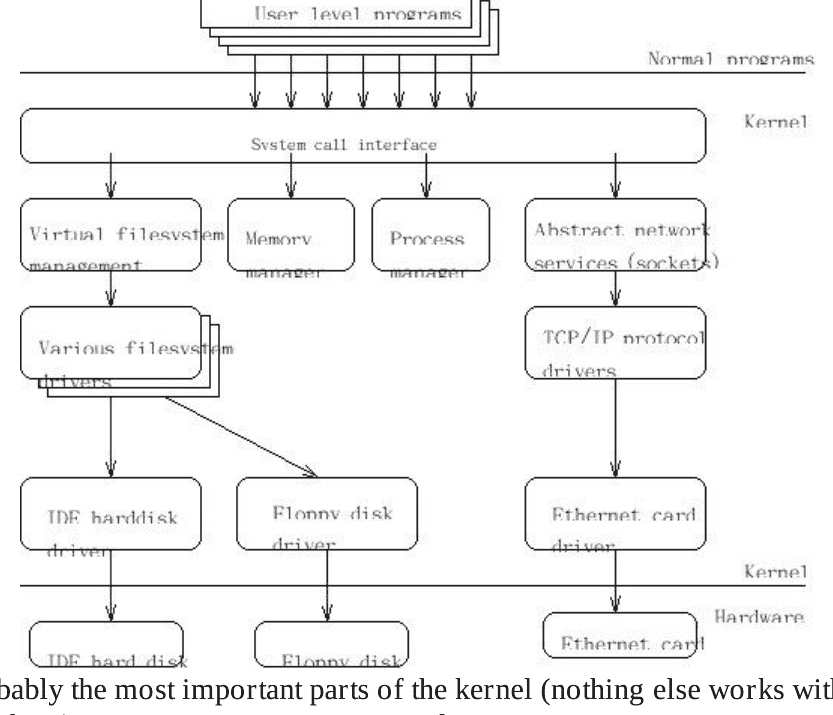 User level programs
Normal programs
Kernel
System call interface
Virtual filesystem
management
Memory
manager
Process
manager
Abstract network
services (sockets)
Various filesystem
drivers
TCP/IP protocol
drivers
IDE harddisk
driver
Floppy disk
driver
Ethernet card
driver
Kernel
Hardware
IDE hard disk
Floppy disk
Ethernet card
bably the most important parts of the kernel (nothing else works wit